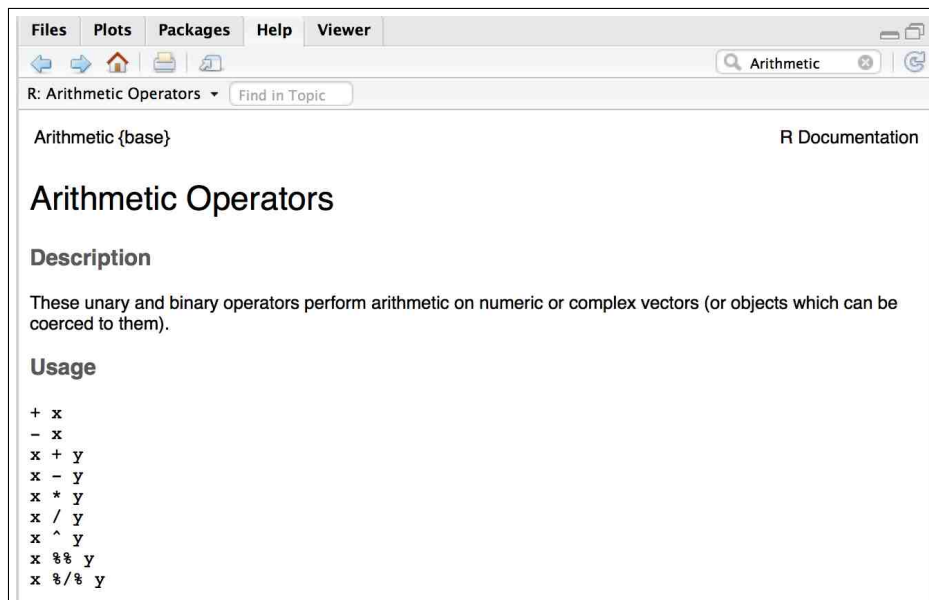 Files Plots Packages Help Viewer
Arithmetic
R: Arithmetic Operators Find in Topic
Arithmetic {base} R Documentation
Arithmetic Operators
Description
These unary and binary operators perform arithmetic on numeric or complex vectors (or objects which can be
coerced to them).
Usage
+ x
- x
x + y
x - y
x * y
x / y
x ^ y
x %% y
x %/% y